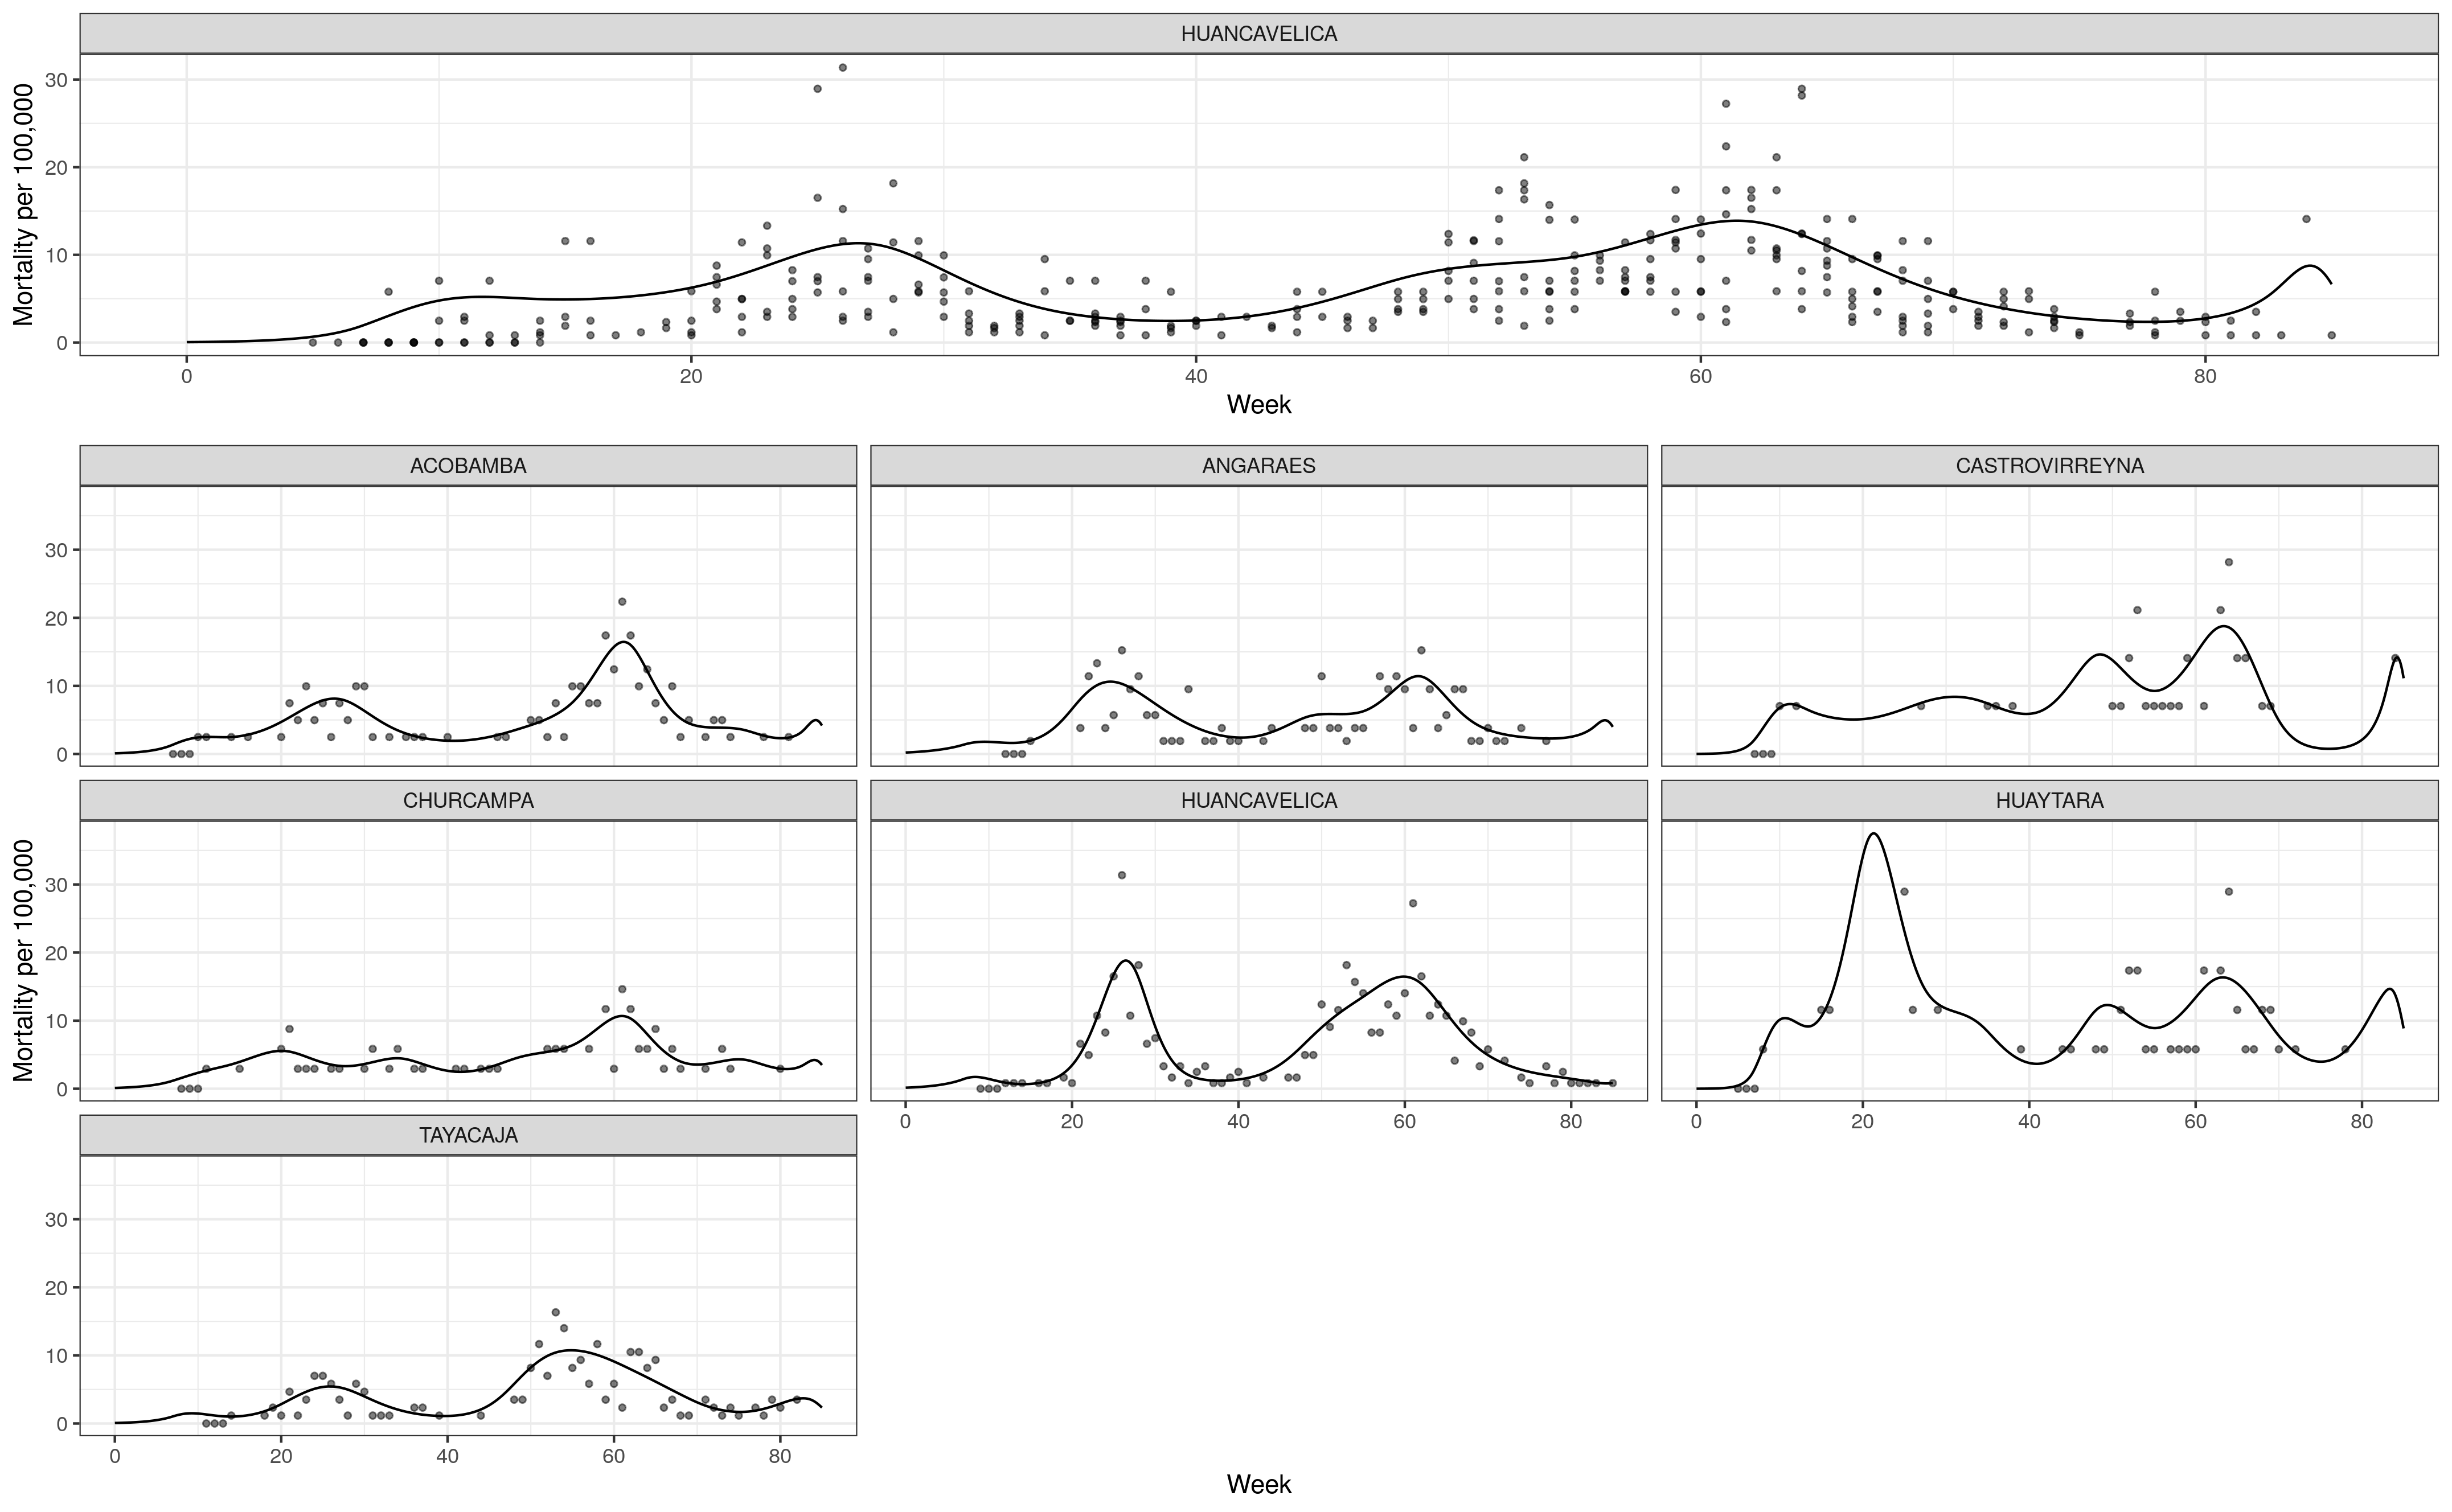 HUANCAVELICA
Mortality per 100,000
30
20
10
0
0 20 40 60 80
Week
ACOBAMBA ANGARAES CASTROVIRREYNA
Mortality per 100,000
30
20
10
0
CHURCAMPA HUANCAVELICA HUAYTARA
30
20
10
0
0 20 40 60 80 0 20 40 60 80
TAYACAJA
30
20
10
0
0 20 40 60 80
Week